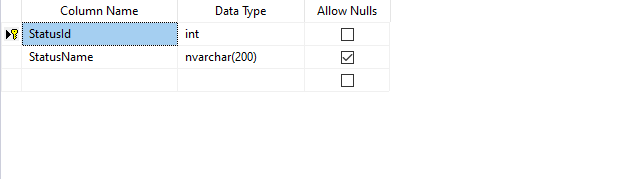 Column Name Data Type Allow Nulls
StatusId int
StatusName nvarchar(200)